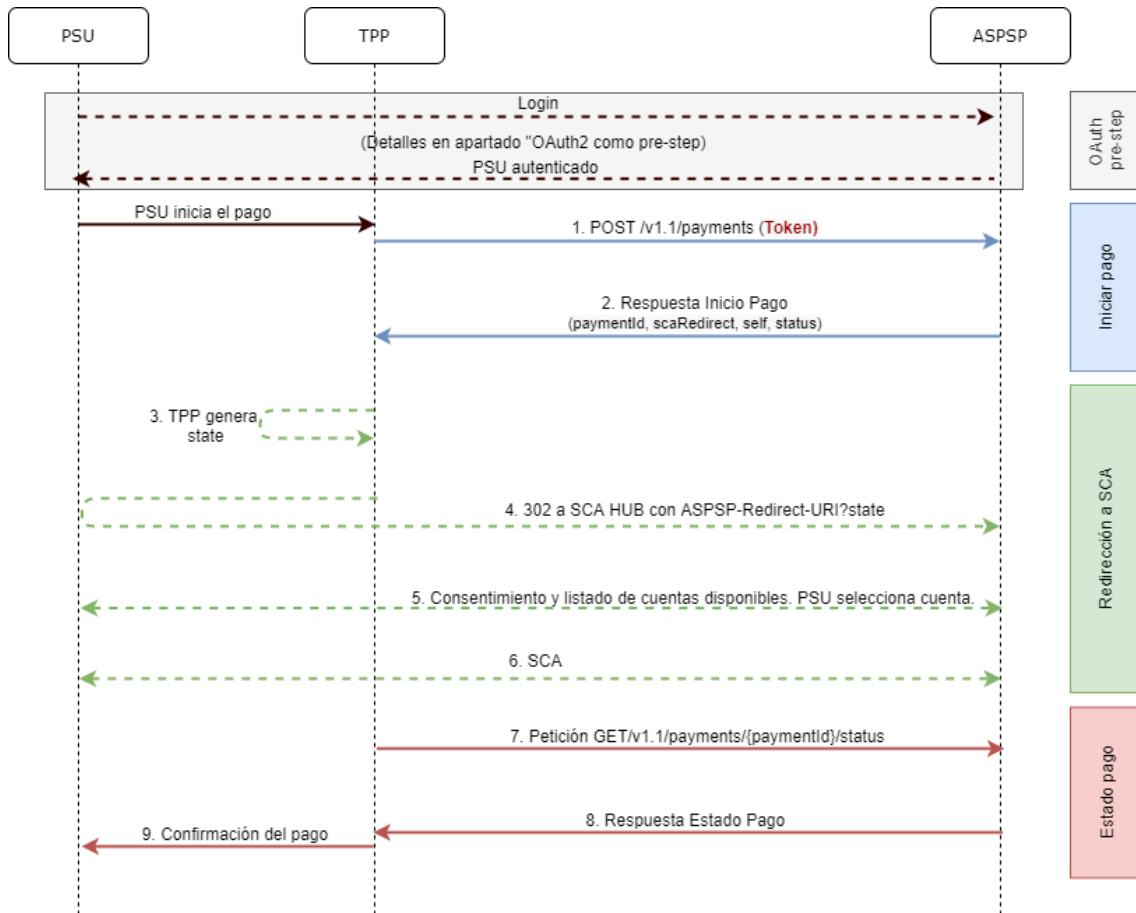 PSU
TPP
ASPSP
Login
(Detalles en apartado "OAuth2 como pre-step)
PSU autenticado
OAuth
pre-step
PSU inicia el pago
1. POST /v1.1/payments (Token)
2. Respuesta Inicio Pago
(paymentId, scaRedirect, self, status)
Iniciar pago
3. TPP genera
state
4. 302 a SCA HUB con ASPSP-Redirect-URI?state
5. Consentimiento y listado de cuentas disponibles. PSU selecciona cuenta.
6. SCA
Redirección a SCA
7. Petición GET/v1.1/payments/{paymentId}/status
8. Respuesta Estado Pago
9. Confirmación del pago
Estado pago